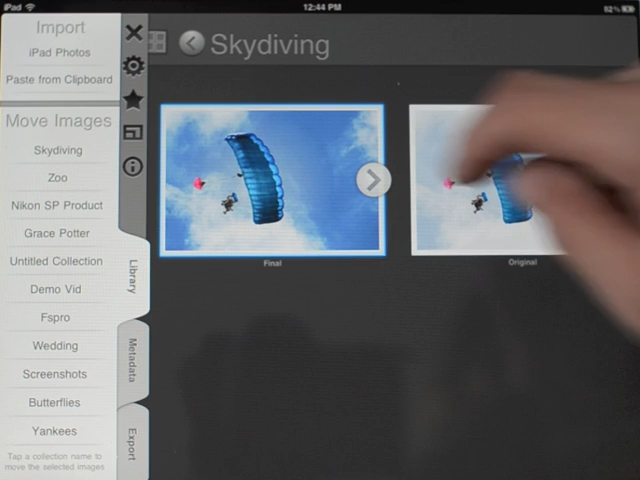 iPad 12:44 PM 92%
Import
iPad Photos
Paste from Clipboard
Move Images
Skydiving
Zoo
Nikon SP Product
Grace Potter
Untitled Collection
Demo Vid
Fspro
Wedding
Screenshots
Butterflies
Yankees
Tap a collection name to
move the selected images
Library
Metadata
Export
Skydiving
Final
Original